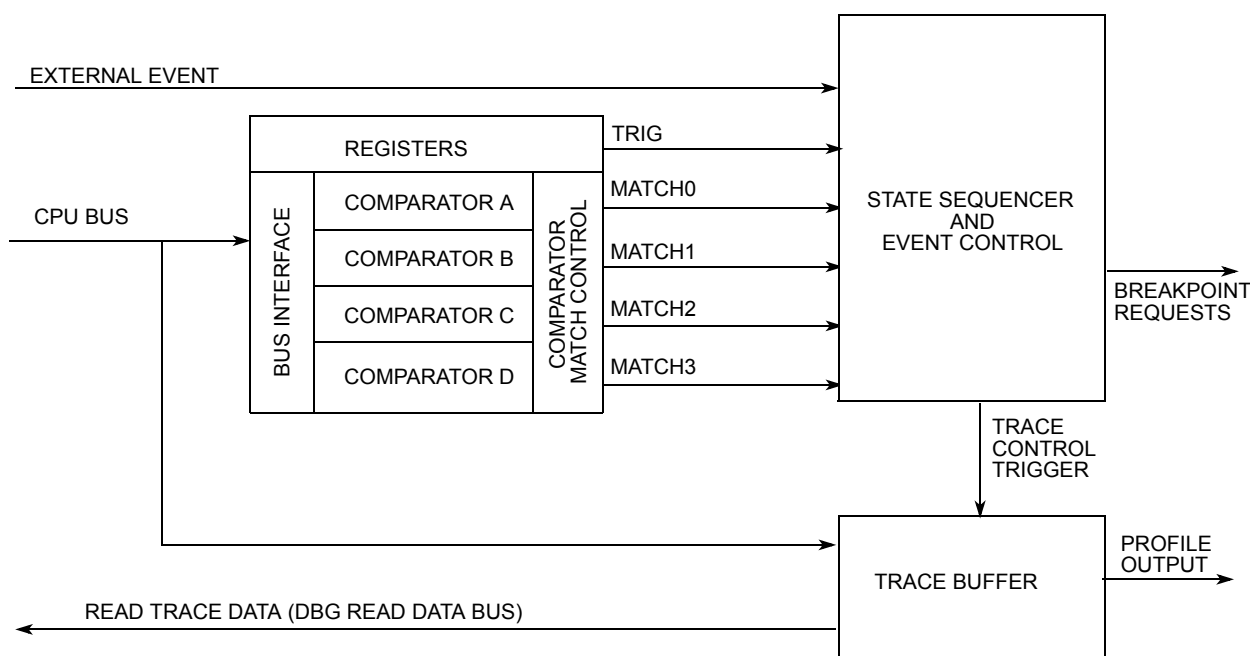 EXTERNAL EVENT
CPU BUS
REGISTERS
BUS INTERFACE
COMPARATOR A
COMPARATOR B
COMPARATOR C
COMPARATOR D
COMPARATOR
MATCH CONTROL
TRIG
MATCH0
MATCH1
MATCH2
MATCH3
STATE SEQUENCER
AND
EVENT CONTROL
BREAKPOINT
REQUESTS
TRACE
CONTROL
TRIGGER
TRACE BUFFER
PROFILE
OUTPUT
READ TRACE DATA (DBG READ DATA BUS)